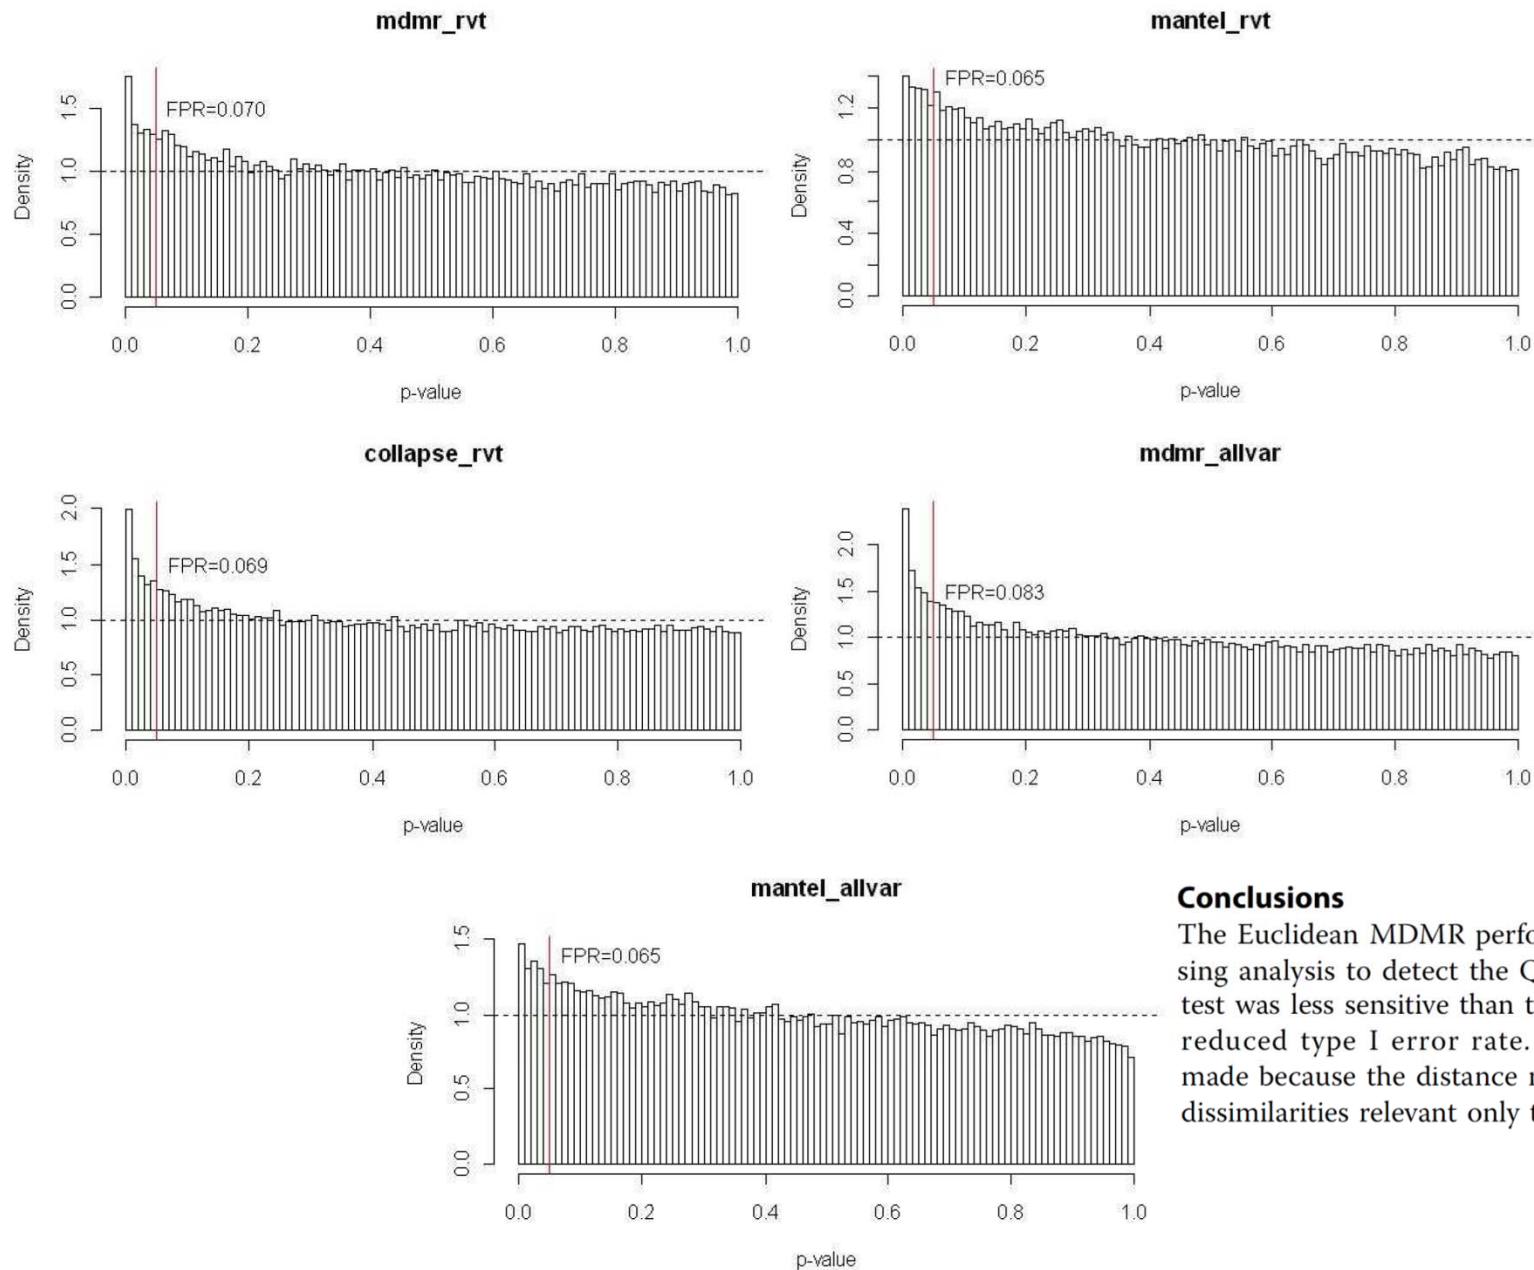 mdmr_rvt
FPR=0.070
Density
0.0 0.5 1.0 1.5
0.0 0.2 0.4 0.6 0.8 1.0
p-value
mantel_rvt
FPR=0.065
Density
0.0 0.4 0.8 1.2
0.0 0.2 0.4 0.6 0.8 1.0
p-value
collapse_rvt
FPR=0.069
Density
0.0 0.5 1.0 1.5 2.0
0.0 0.2 0.4 0.6 0.8 1.0
p-value
mdmr_allvar
FPR=0.083
Density
0.0 0.5 1.0 1.5 2.0
0.0 0.2 0.4 0.6 0.8 1.0
p-value
mantel_allvar
FPR=0.065
Density
0.0 0.5 1.0 1.5
0.0 0.2 0.4 0.6 0.8 1.0
p-value
Conclusions
The Euclidean MDMR perfo
sing analysis to detect the
test was less sensitive than
reduced type I error rate.
made because the distance
dissimilarities relevant only